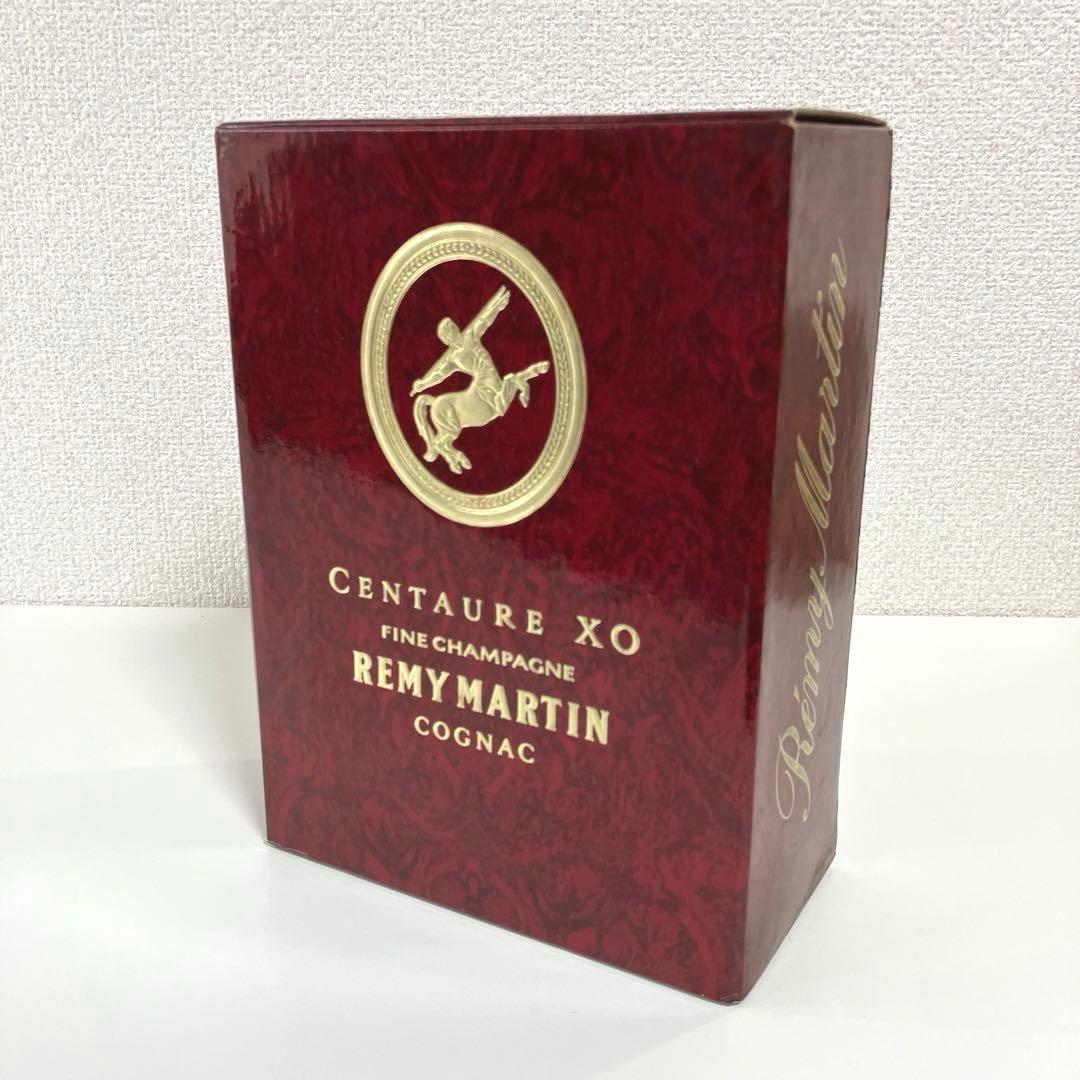 CENTAURE XO
FINE CHAMPAGNE
REMY MARTIN
COGNAC
Rémy Martin